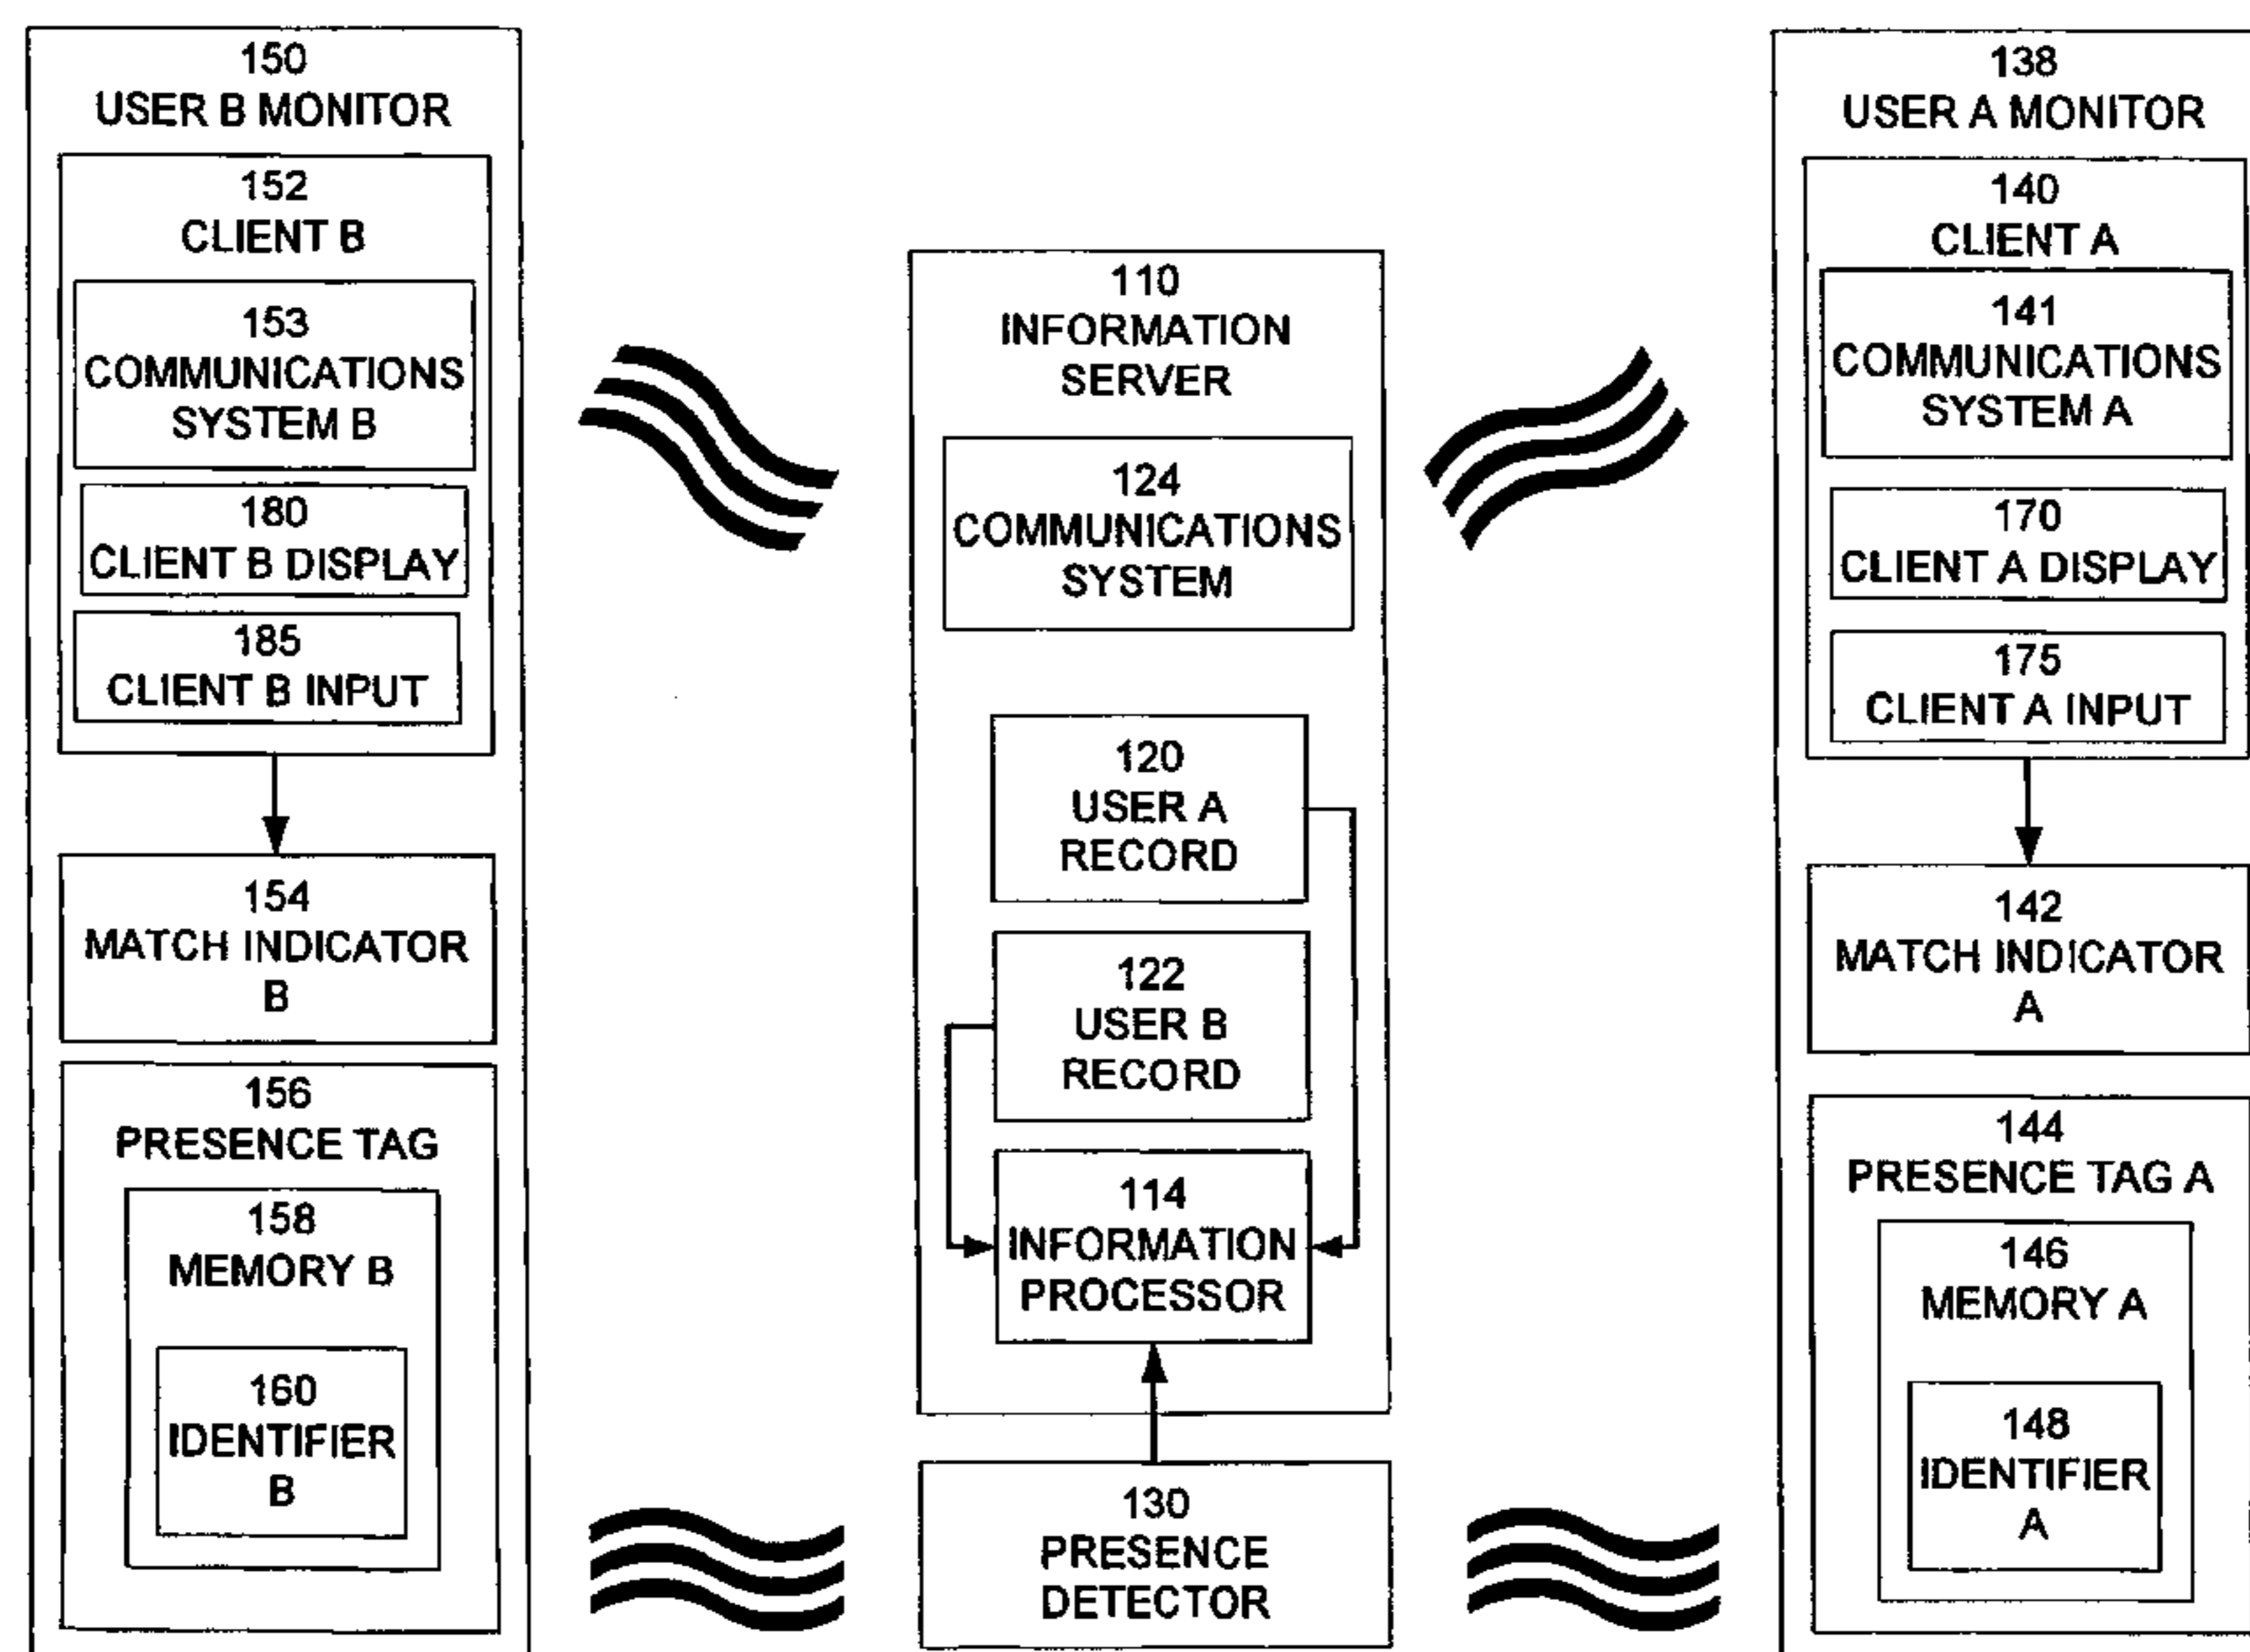 150
USER B MONITOR
152
CLIENT B
153
COMMUNICATIONS
SYSTEM B
180
CLIENT B DISPLAY
185
CLIENT B INPUT
154
MATCH INDICATOR
B
156
PRESENCE TAG
158
MEMORY B
160
IDENTIFIER
B
110
INFORMATION
SERVER
124
COMMUNICATIONS
SYSTEM
120
USER A
RECORD
122
USER B
RECORD
114
INFORMATION
PROCESSOR
130
PRESENCE
DETECTOR
138
USER A MONITOR
140
CLIENT A
141
COMMUNICATIONS
SYSTEM A
170
CLIENT A DISPLAY
175
CLIENT A INPUT
142
MATCH INDICATOR
A
144
PRESENCE TAG A
146
MEMORY A
148
IDENTIFIER
A